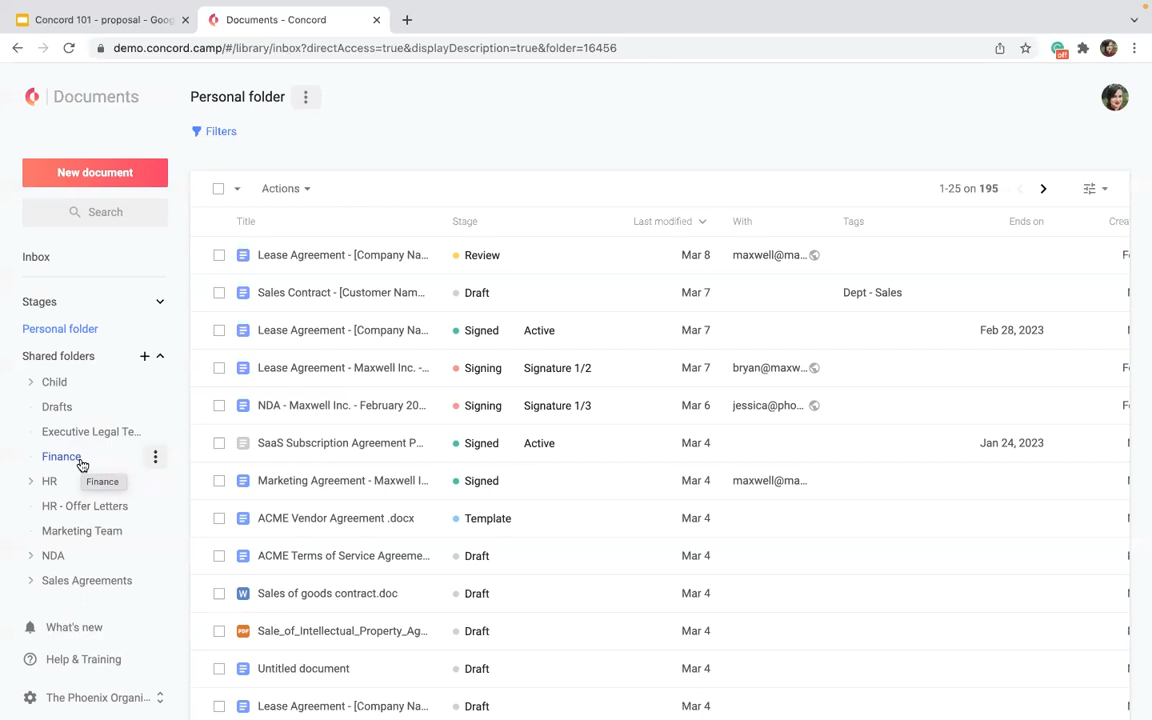 Concord 101 - proposal - Goog
Documents - Concord
demo.concord.camp/#/library/inbox?directAccess=true&displayDescription=true&folder=16456
off
Documents
Personal folder
Filters
New document
Search
Inbox
Stages
Personal folder
Shared folders
Child
Drafts
Executive Legal Te...
Finance
Finance
HR
HR - Offer Letters
Marketing Team
NDA
Sales Agreements
What's new
Help & Training
The Phoenix Organi...
Actions
1-25 on 195
Title Stage Last modified With Tags Ends on Crea
Lease Agreement - [Company Na... Review Mar 8 maxwell@ma...
Sales Contract - [Customer Nam... Draft Mar 7 Dept - Sales
Lease Agreement - [Company Na... Signed Active Mar 7 Feb 28, 2023
Lease Agreement - Maxwell Inc. -... Signing Signature 1/2 Mar 7 bryan@maxw...
NDA - Maxwell Inc. - February 20... Signing Signature 1/3 Mar 6 jessica@pho...
SaaS Subscription Agreement P... Signed Active Mar 4 Jan 24, 2023
Marketing Agreement - Maxwell I... Signed Mar 4 maxwell@ma...
ACME Vendor Agreement .docx Template Mar 4
ACME Terms of Service Agreeme... Draft Mar 4
W Sales of goods contract.doc Draft Mar 4
PDF Sale_of_Intellectual_Property_Ag... Draft Mar 4
Untitled document Draft Mar 4
Lease Agreement - [Company Na... Draft Mar 4